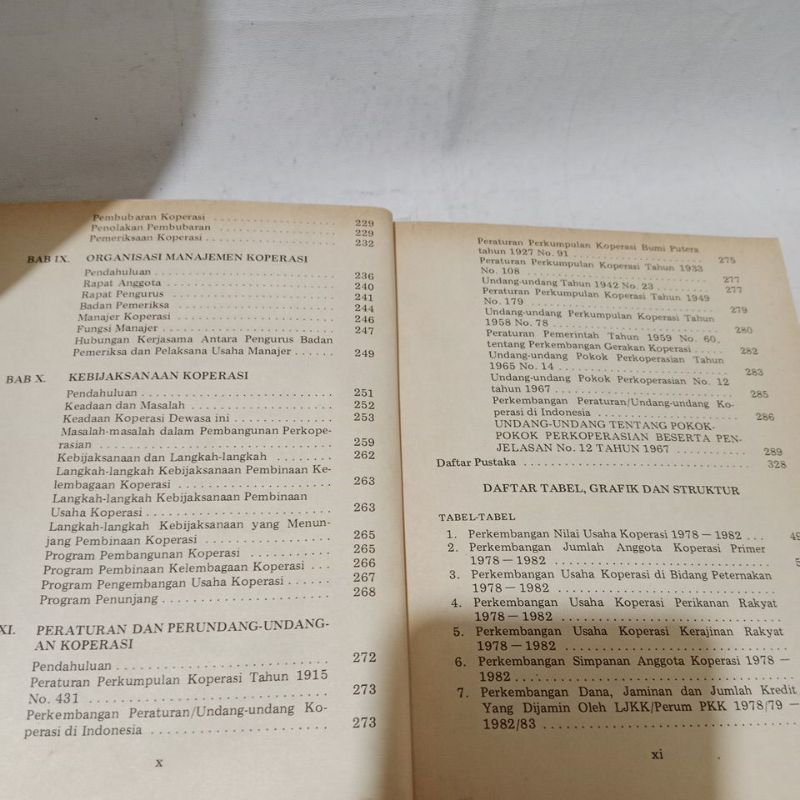 Pembubaran Koperasi . . . . . . . . . . . . . . . . . 229
Penolakan Pembubaran . . . . . . . . . . . . . . . . . 229
Pemeriksaan Koperasi . . . . . . . . . . . . . . . . . 232
BAB IX. ORGANISASI MANAJEMEN KOPERASI
Pendahuluan . . . . . . . . . . . . . . . . . 236
Rapat Anggota . . . . . . . . . . . . . . . . . 240
Rapat Pengurus . . . . . . . . . . . . . . . . . 241
Badan Pemeriksa . . . . . . . . . . . . . . . . . 244
Manajer Koperasi . . . . . . . . . . . . . . . . . 246
Fungsi Manajer . . . . . . . . . . . . . . . . . 247
Hubungan Kerjasama Antara Pengurus Badan
Pemeriksa dan Pelaksana Usaha Manajer . . . . . . 249
BAB X. KEBIJAKSANAAN KOPERASI
Pendahuluan . . . . . . . . . . . . . . . . . 251
Keadaan dan Masalah . . . . . . . . . . . . . . . . . 252
Keadaan Koperasi Dewasa ini . . . . . . . . . . . . . 253
Masalah-masalah dalam Pembangunan Perkope-
rasian . . . . . . . . . . . . . . . . . 259
Kebijaksanaan dan Langkah-langkah . . . . . . . . . 262
Langkah-langkah Kebijaksanaan Pembinaan Ke-
lembagaan Koperasi . . . . . . . . . . . . . . . . . 263
Langkah-langkah Kebijaksanaan Pembinaan
Usaha Koperasi . . . . . . . . . . . . . . . . . 263
Langkah-langkah Kebijaksanaan yang Menun-
jang Pembinaan Koperasi . . . . . . . . . . . . . 265
Program Pembangunan Koperasi . . . . . . . . . . 265
Program Pembinaan Kelembagaan Koperasi . . . 266
Program Pengembangan Usaha Koperasi . . . . . . 267
Program Penunjang . . . . . . . . . . . . . . . . . 268
XI. PERATURAN DAN PERUNDANG-UNDANG-
AN KOPERASI
Pendahuluan . . . . . . . . . . . . . . . . . 272
Peraturan Perkumpulan Koperasi Tahun 1915
No. 431 . . . . . . . . . . . . . . . . . 273
Perkembangan Peraturan/Undang-undang Ko-
perasi di Indonesia . . . . . . . . . . . . . . . . . 273
x
Peraturan Perkumpulan Koperasi Bumi Putera
tahun 1927 No. 91 . . . . . . . . . . . . . . . . . 275
Peraturan Perkumpulan Koperasi Tahun 1933
No. 108 . . . . . . . . . . . . . . . . . 277
Undang-undang Tahun 1942 No. 23 . . . . . . . . 277
Peraturan Perkumpulan Koperasi Tahun 1949
No. 179 . . . . . . . . . . . . . . . . . 279
Undang-undang Perkumpulan Koperasi Tahun
1958 No. 78 . . . . . . . . . . . . . . . . . 280
Peraturan Pemerintah Tahun 1959 No. 60,
tentang Perkembangan Gerakan Koperasi . . . . . 282
Undang-undang Pokok Perkoperasian Tahun
1965 No. 14 . . . . . . . . . . . . . . . . . 283
Undang-undang Pokok Perkoperasian No. 12
tahun 1967 . . . . . . . . . . . . . . . . . 285
Perkembangan Peraturan/Undang-undang Ko-
perasi di Indonesia . . . . . . . . . . . . . . . . . 286
UNDANG-UNDANG TENTANG POKOK-
POKOK PERKOPERASIAN BESERTA PEN-
JELASAN No. 12 TAHUN 1967 . . . . . . . . . . 289
Daftar Pustaka . . . . . . . . . . . . . . . . . 328
DAFTAR TABEL, GRAFIK DAN STRUKTUR
TABEL-TABEL
1. Perkembangan Nilai Usaha Koperasi 1978 — 1982 . . . 49
2. Perkembangan Jumlah Anggota Koperasi Primer
1978 — 1982 . . . . . . . . . . . . . . . . . 5
3. Perkembangan Usaha Koperasi di Bidang Peternakan
1978 — 1982 . . . . . . . . . . . . . . . . .
4. Perkembangan Usaha Koperasi Perikanan Rakyat
1978 — 1982 . . . . . . . . . . . . . . . . .
5. Perkembangan Usaha Koperasi Kerajinan Rakyat
1978 — 1982 . . . . . . . . . . . . . . . . .
6. Perkembangan Simpanan Anggota Koperasi 1978 —
1982 . . . . . . . . . . . . . . . . .
7. Perkembangan Dana, Jaminan dan Jumlah Kredit
Yang Dijamin Oleh LJKK/Perum PKK 1978/79 —
1982/83 . . . . . . . . . . . . . . . . .
xi